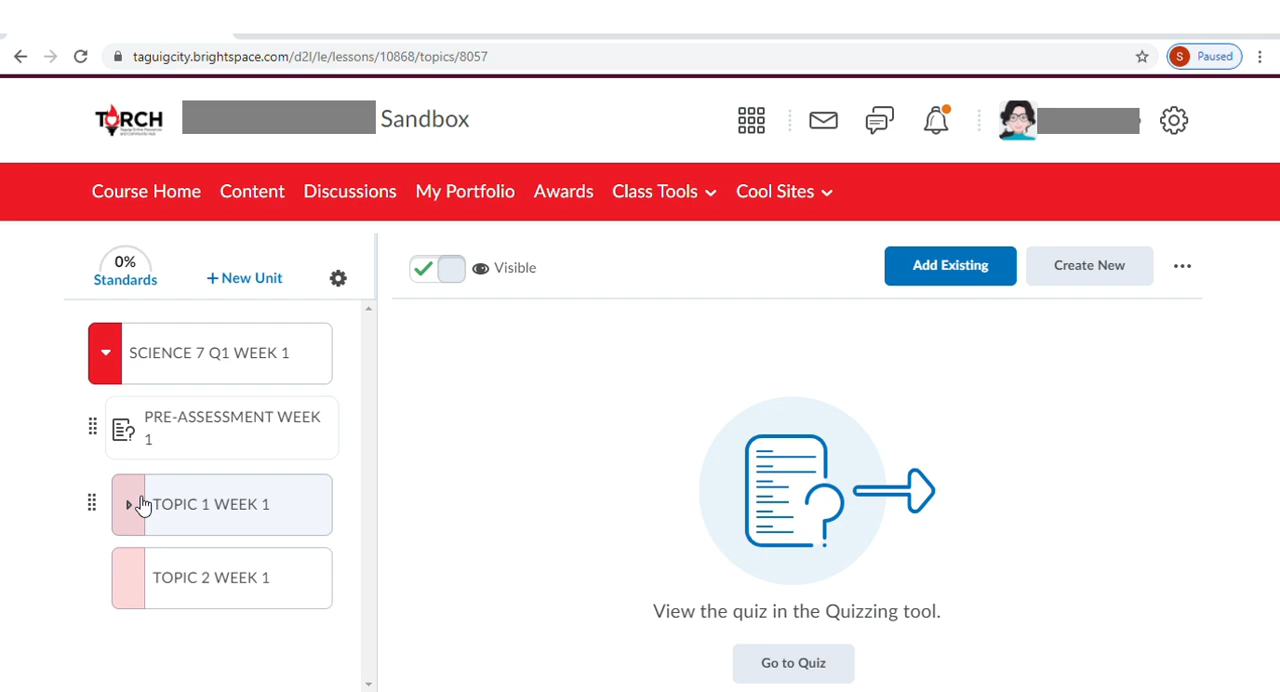 taguigcity.brightspace.com/d2l/le/lessons/10868/topics/8057
S Paused
TORCH
Sandbox
Course Home Content Discussions My Portfolio Awards Class Tools Cool Sites
0%
Standards
+ New Unit
Visible
Add Existing
Create New
SCIENCE 7 Q1 WEEK 1
PRE-ASSESSMENT WEEK
1
TOPIC 1 WEEK 1
TOPIC 2 WEEK 1
View the quiz in the Quizzing tool.
Go to Quiz